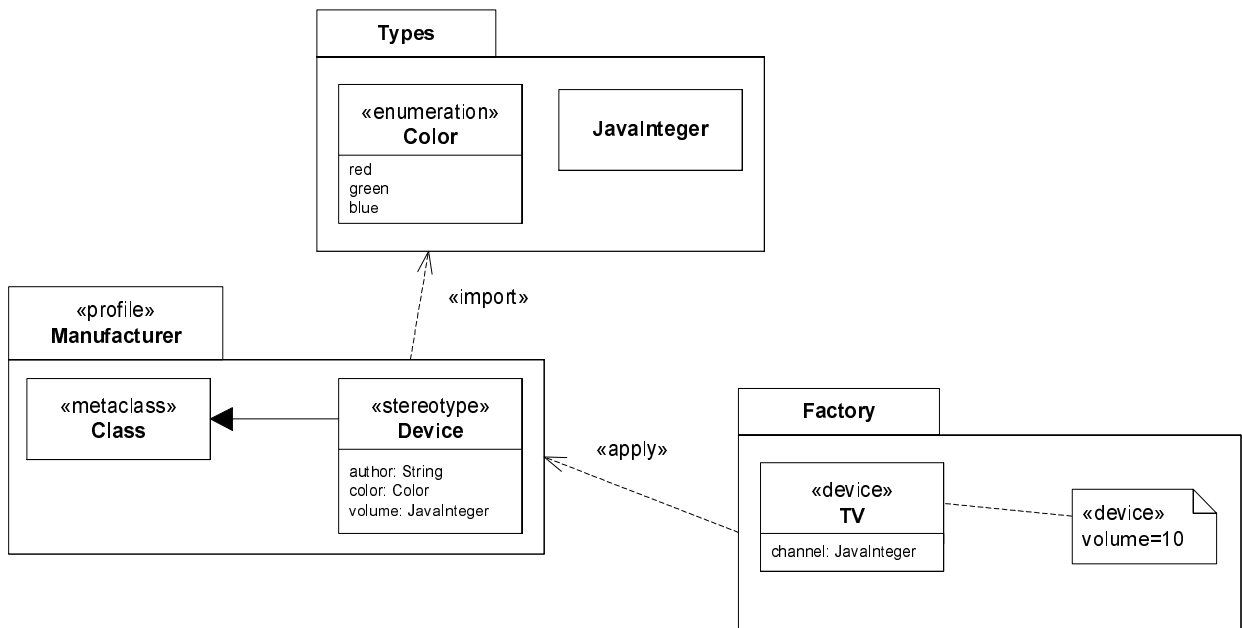 Types
«enumeration»
Color
red
green
blue
JavaInteger
«import»
«profile»
Manufacturer
«metaclass»
Class
«stereotype»
Device
author: String
color: Color
volume: JavaInteger
«apply»
Factory
«device»
TV
channel: JavaInteger
«device»
volume=10